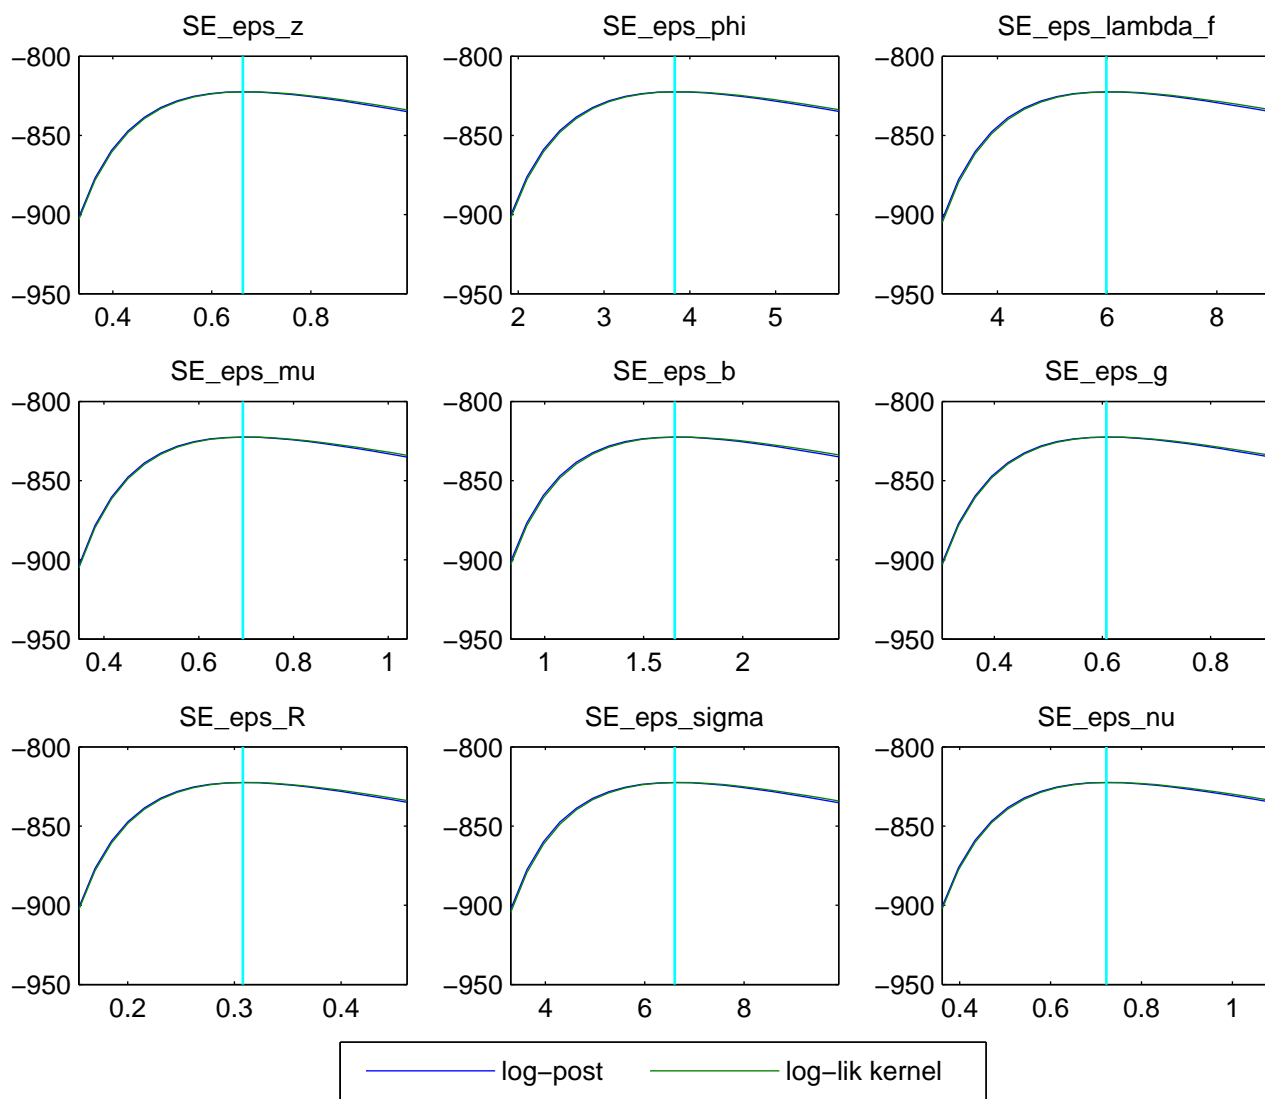 SE_eps_z SE_eps_phi SE_eps_lambda_f
−800 −800 −800
−850 −850 −850
−900 −900 −900
−950 −950 −950
0.4 0.6 0.8 2 3 4 5 4 6 8
SE_eps_mu SE_eps_b SE_eps_g
−800 −800 −800
−850 −850 −850
−900 −900 −900
−950 −950 −950
0.4 0.6 0.8 1 1 1.5 2 0.4 0.6 0.8
SE_eps_R SE_eps_sigma SE_eps_nu
−800 −800 −800
−850 −850 −850
−900 −900 −900
−950 −950 −950
0.2 0.3 0.4 4 6 8 0.4 0.6 0.8 1
log−post log−lik kernel